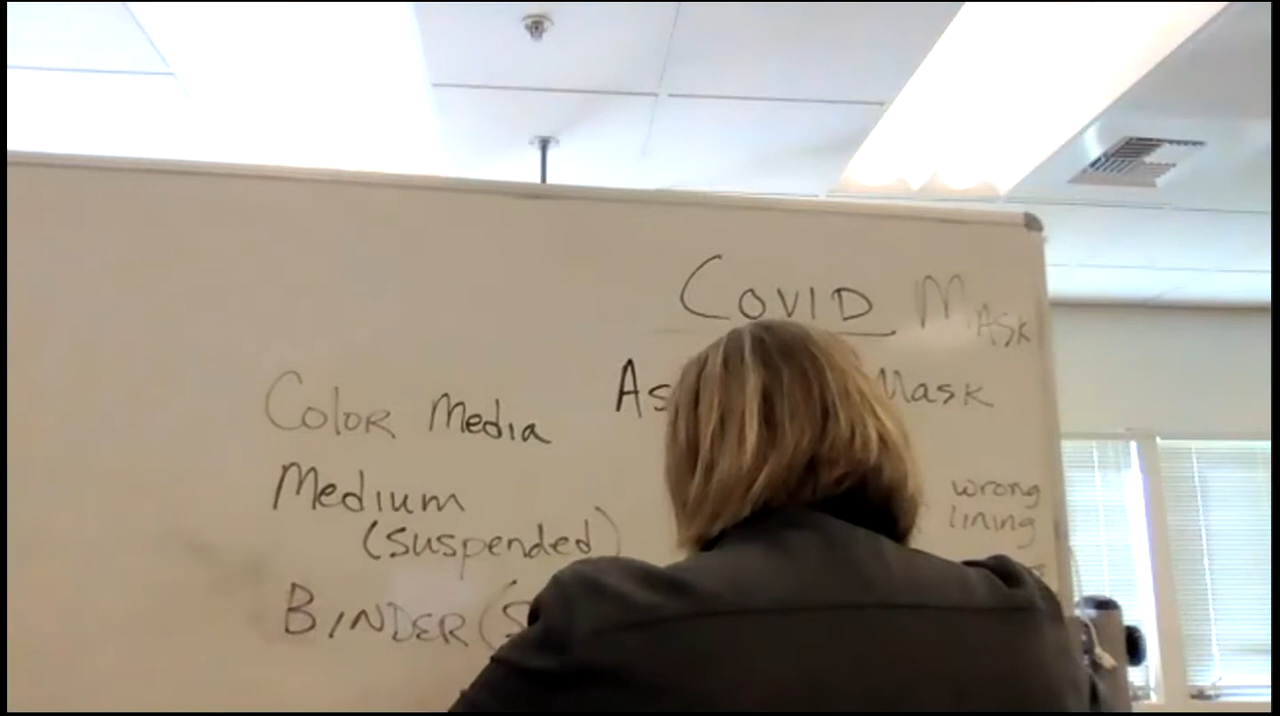 COVID MASK
As Mask
Color Media
Medium
(suspended)
wrong
lining
BINDER (S